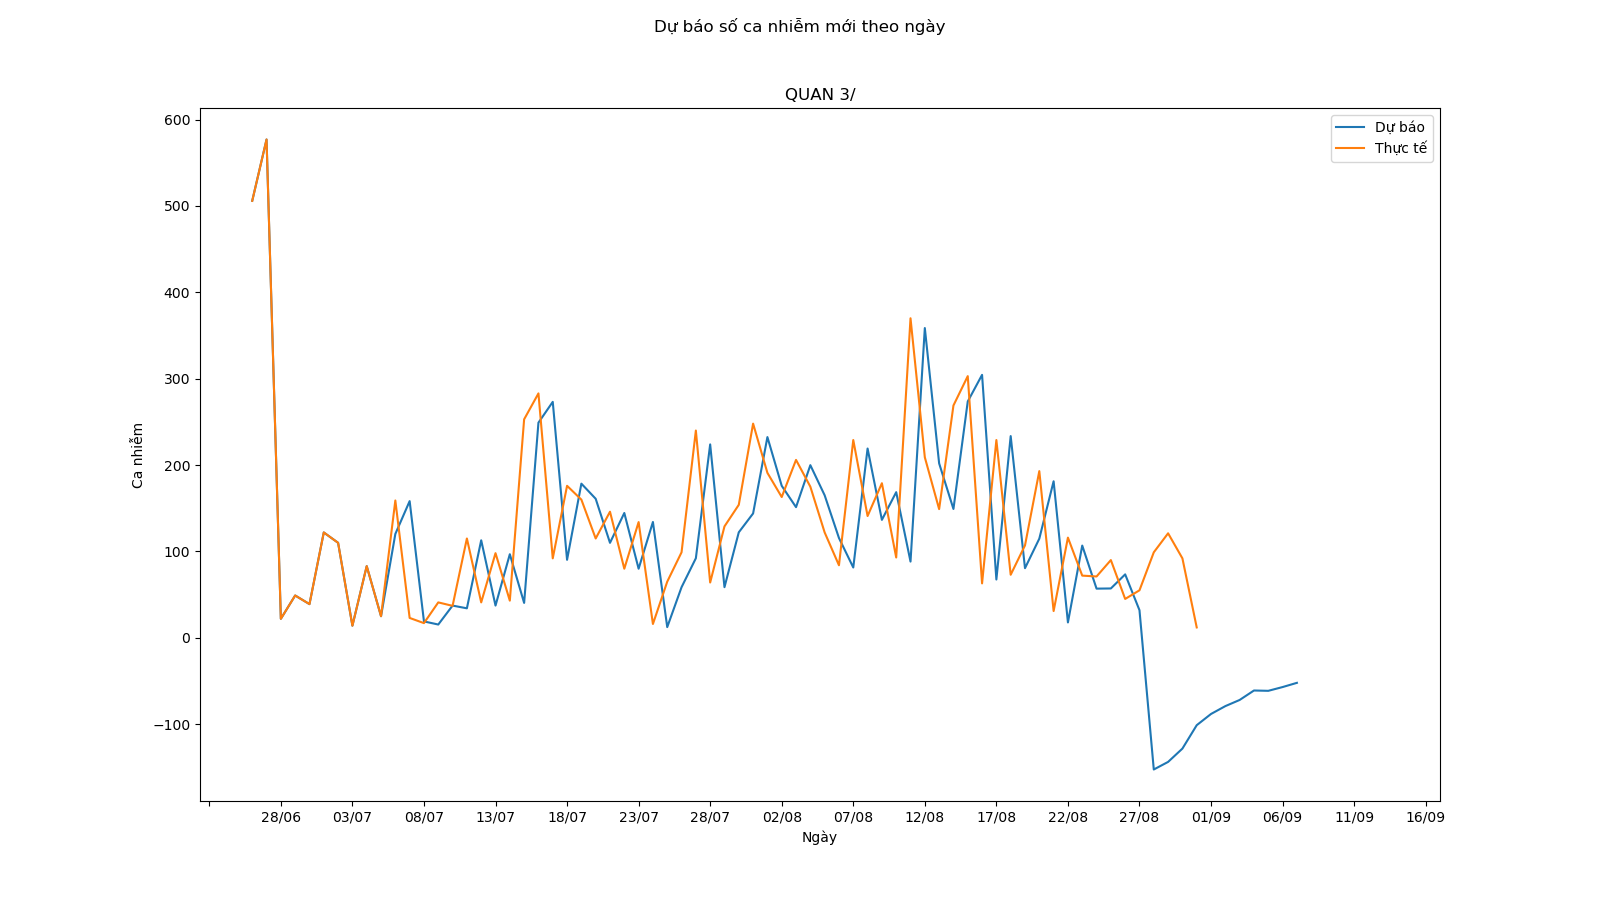 Dự báo số ca nhiễm mới theo ngày
QUAN 3/
Dự báo
Thực tế
600
500
400
300
200
100
0
−100
Ca nhiễm
28/06 03/07 08/07 13/07 18/07 23/07 28/07 02/08 07/08 12/08 17/08 22/08 27/08 01/09 06/09 11/09 16/09
Ngày